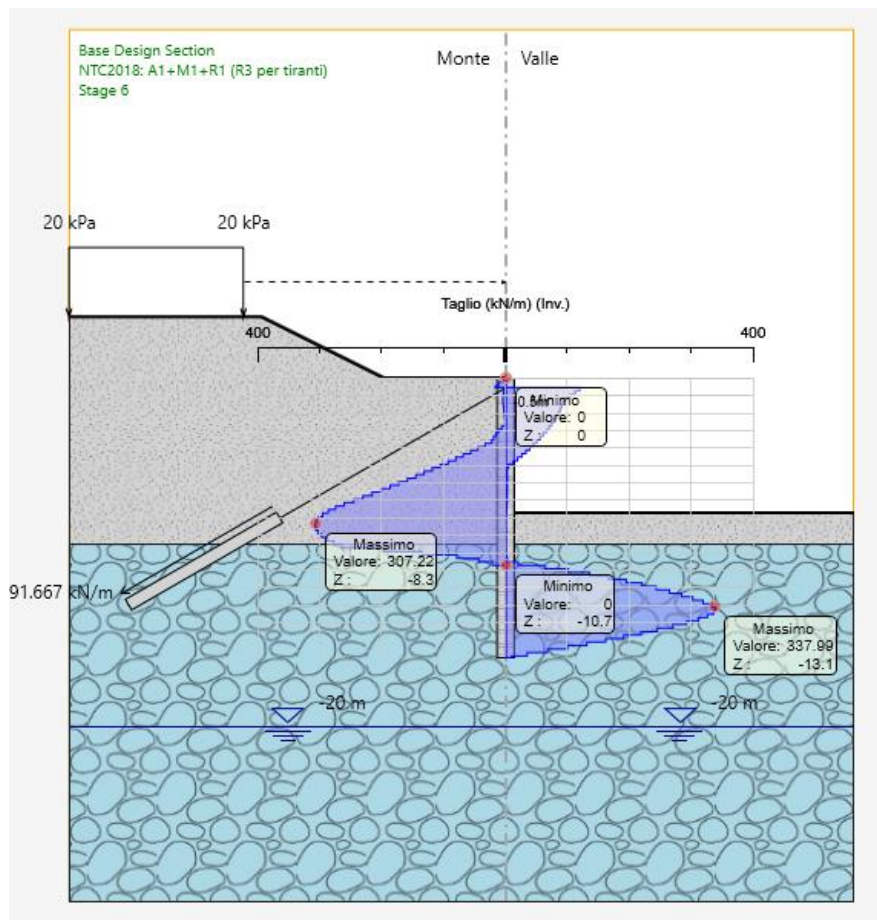 Base Design Section
NTC2018: A1+M1+R1 (R3 per tiranti)
Stage 6
Monte Valle
20 kPa 20 kPa
Taglio (kN/m) (Inv.)
400 400
Minimo
Valore: 0
Z : 0
Massimo
Valore: 307.22
Z : -8.3
91.667 kN/m
Minimo
Valore: 0
Z : -10.7
Massimo
Valore: 337.99
Z : -13.1
-20 m -20 m